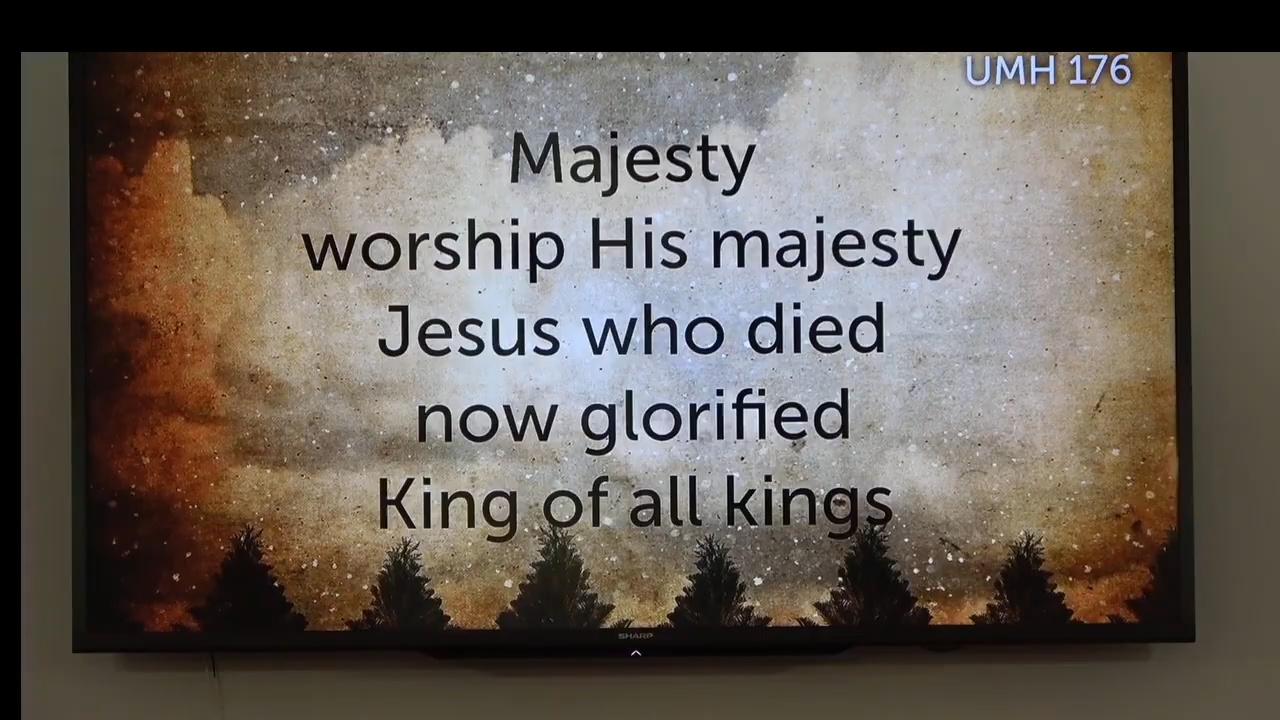 UMH 176
Majesty
worship His majesty
Jesus who died
now glorified
King of all kings
SHARP